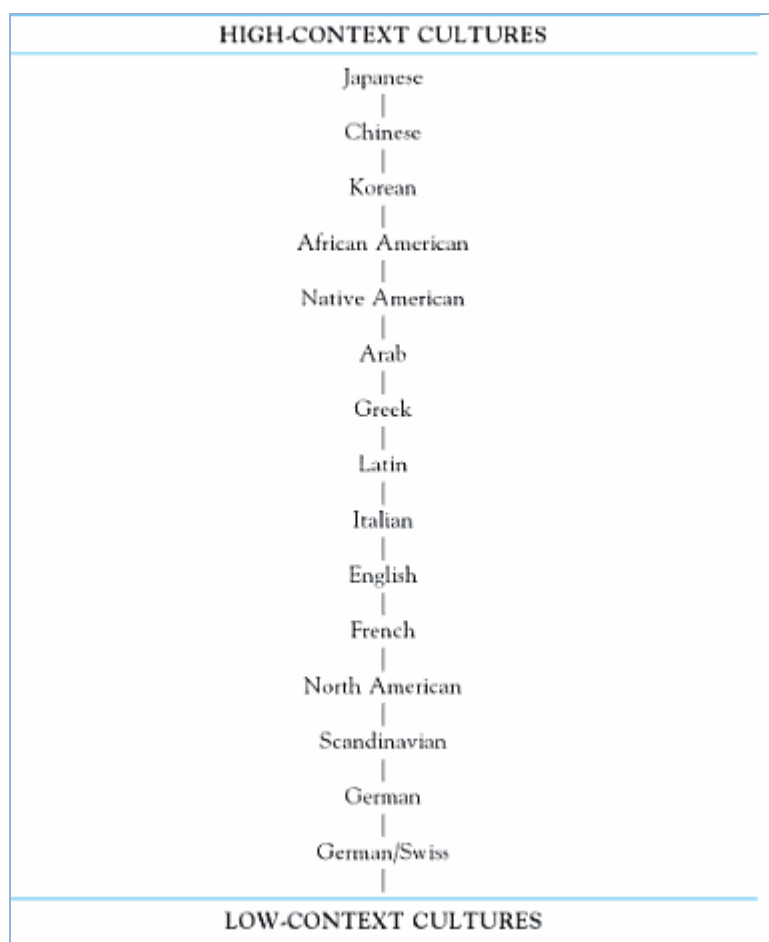 HIGH-CONTEXT CULTURES
Japanese
Chinese
Korean
African American
Native American
Arab
Greek
Latin
Italian
English
French
North American
Scandinavian
German
German/Swiss
LOW-CONTEXT CULTURES